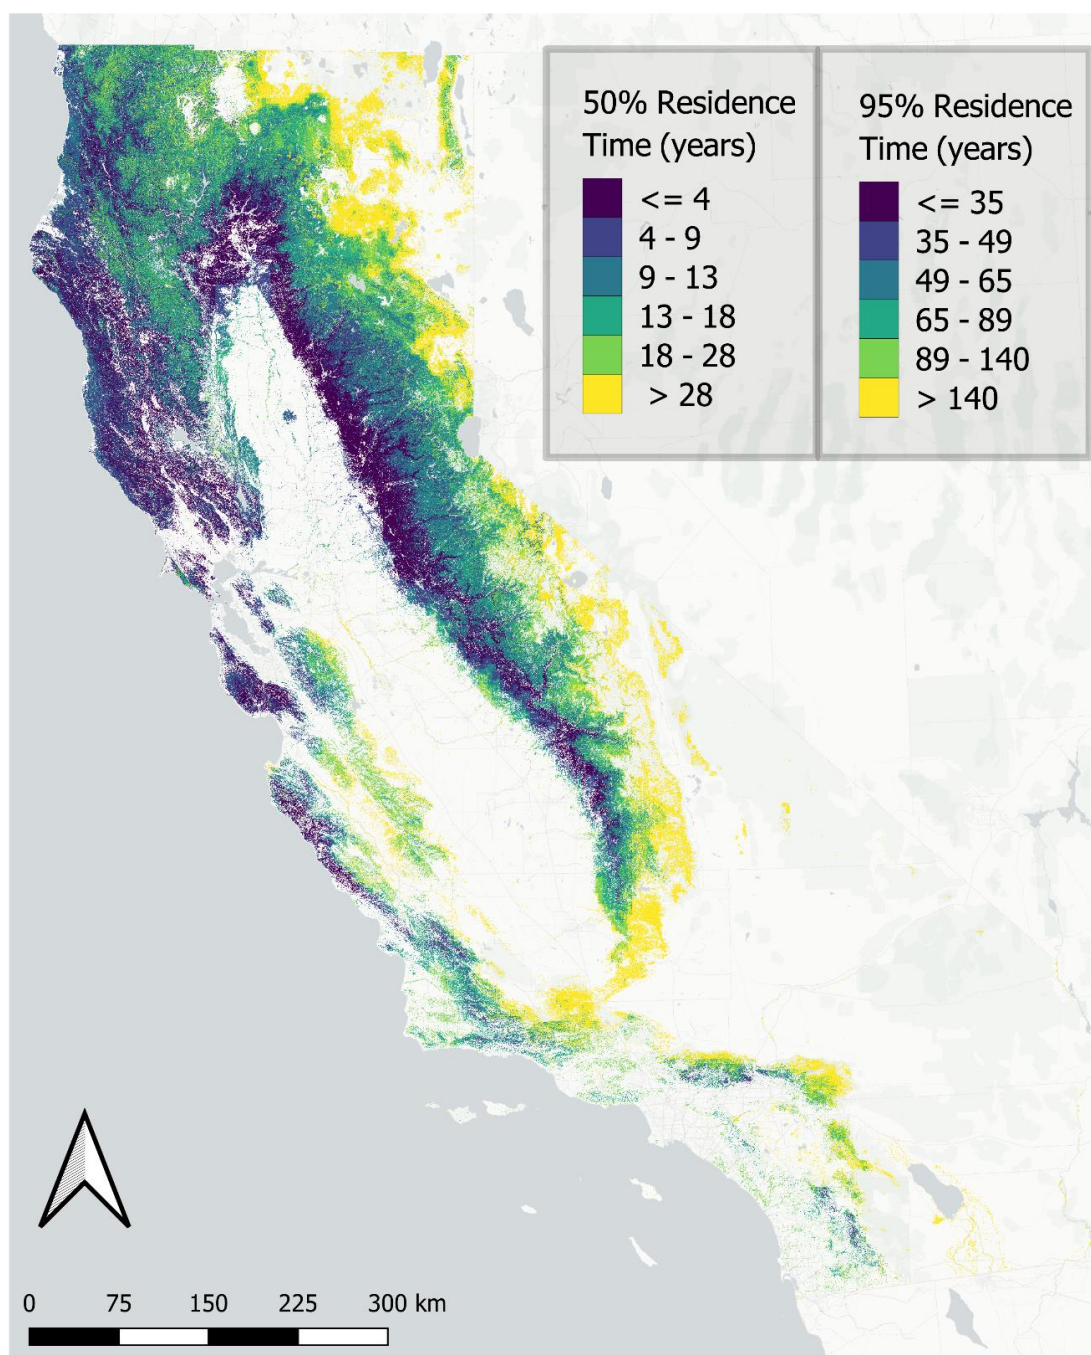 50% Residence
Time (years)
<= 4
4 - 9
9 - 13
13 - 18
18 - 28
> 28
95% Residence
Time (years)
<= 35
35 - 49
49 - 65
65 - 89
89 - 140
> 140
0 75 150 225 300 km